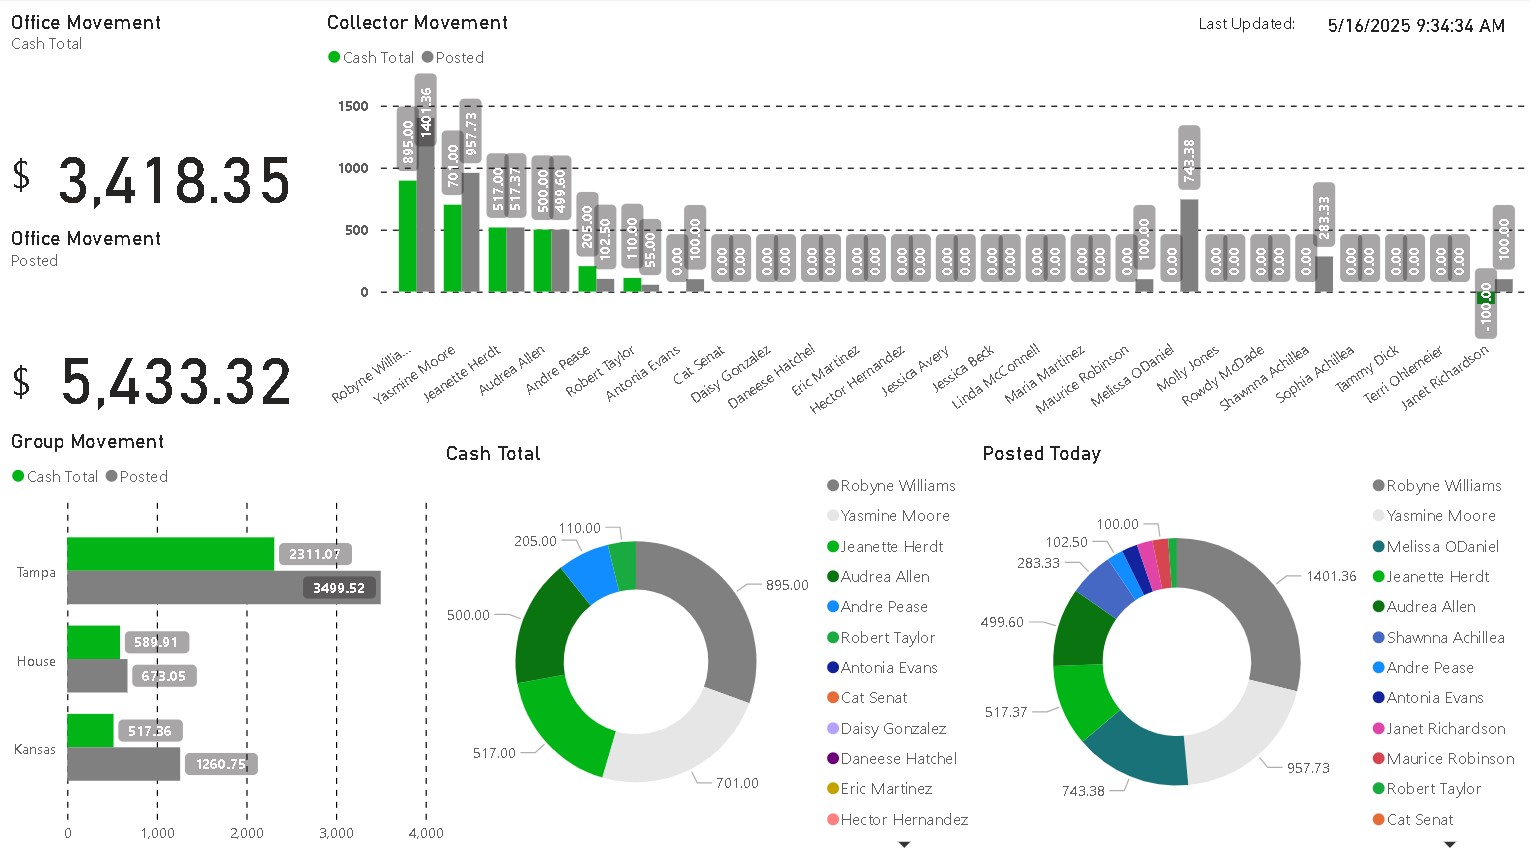 Office Movement
Cash Total
$ 3,418.35
Office Movement
Posted
$ 5,433.32
Collector Movement
Cash Total Posted
Last Updated: 5/16/2025 9:34:34 AM
1500
1000
500
0
895.00 1401.36 701.00 957.73 517.00 517.37 500.00 499.60 205.00 102.50 110.00 55.00 0.00 100.00 0.00 0.00 0.00 0.00 0.00 0.00 0.00 0.00 0.00 0.00 0.00 0.00 0.00 0.00 0.00 0.00 0.00 0.00 0.00 100.00 0.00 743.38 0.00 0.00 0.00 0.00 0.00 283.33 0.00 0.00 0.00 0.00 0.00 0.00 -100.00 100.00
Robyne Willia... Yasmine Moore Jeanette Herdt Audrea Allen Andre Pease Robert Taylor Antonia Evans Cat Senat Daisy Gonzalez Daneese Hatchel Eric Martinez Hector Hernandez Jessica Avery Jessica Beck Linda McConnell Maria Martinez Maurice Robinson Melissa ODaniel Molly Jones Rowdy McDade Shawnna Achillea Sophia Achillea Tammy Dick Terri Ohlemeier Janet Richardson
Group Movement
Cash Total Posted
Tampa
2311.07
3499.52
House
589.91
673.05
Kansas
517.36
1260.75
0 1,000 2,000 3,000 4,000
Cash Total
110.00
205.00
895.00
500.00
517.00
701.00
Robyne Williams
Yasmine Moore
Jeanette Herdt
Audrea Allen
Andre Pease
Robert Taylor
Antonia Evans
Cat Senat
Daisy Gonzalez
Daneese Hatchel
Eric Martinez
Hector Hernandez
Posted Today
100.00
102.50
283.33
1401.36
499.60
517.37
957.73
743.38
Robyne Williams
Yasmine Moore
Melissa ODaniel
Jeanette Herdt
Audrea Allen
Shawnna Achillea
Andre Pease
Antonia Evans
Janet Richardson
Maurice Robinson
Robert Taylor
Cat Senat